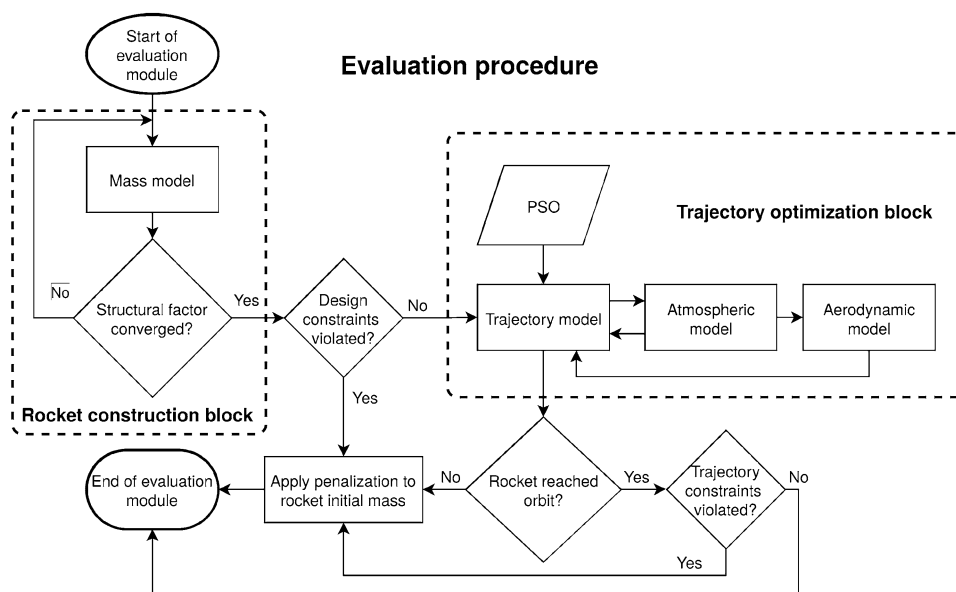 Start of
evaluation
module
Evaluation procedure
Mass model
PSO
Trajectory optimization block
No
Structural factor
converged?
Yes
Design
constraints
violated?
No
Trajectory model
Atmospheric
model
Aerodynamic
model
Rocket construction block
Yes
End of evaluation
module
Apply penalization to
rocket initial mass
No
Rocket reached
orbit?
Yes
Trajectory
constraints
violated?
No
Yes